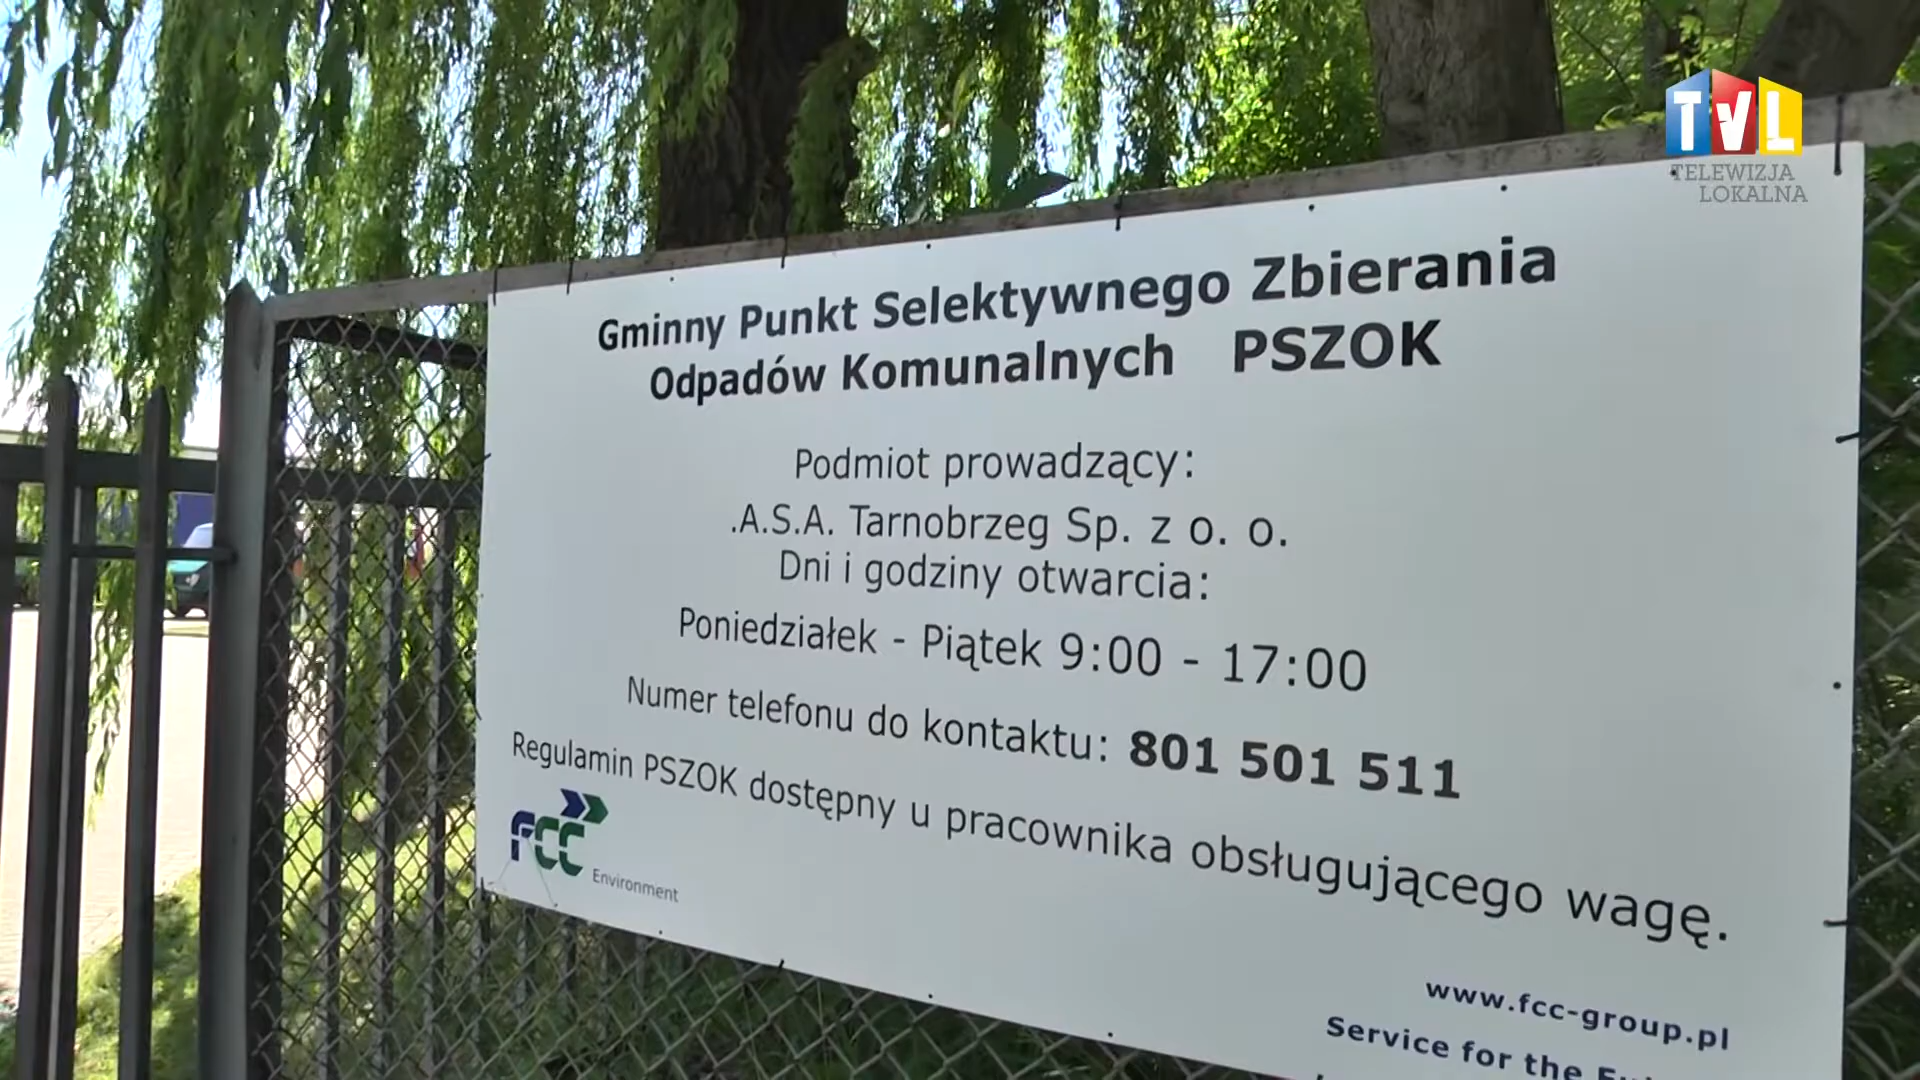 TVL
TELEWIZJA
LOKALNA
Gminny Punkt Selektywnego Zbierania
Odpadów Komunalnych PSZOK
Podmiot prowadzący:
.A.S.A. Tarnobrzeg Sp. z o. o.
Dni i godziny otwarcia:
Poniedziałek - Piątek 9:00 - 17:00
Numer telefonu do kontaktu: 801 501 511
Regulamin PSZOK dostępny u pracownika obsługującego wagę.
FCC
Environment
www.fcc-group.pl
Service for the